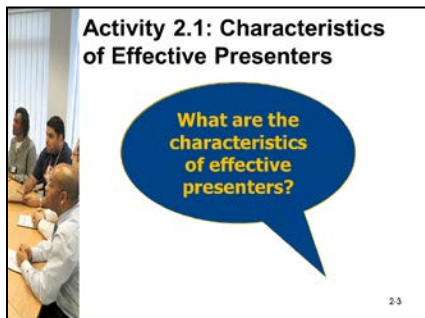 Activity 2.1: Characteristics
of Effective Presenters
What are the
characteristics
of effective
presenters?
2-3